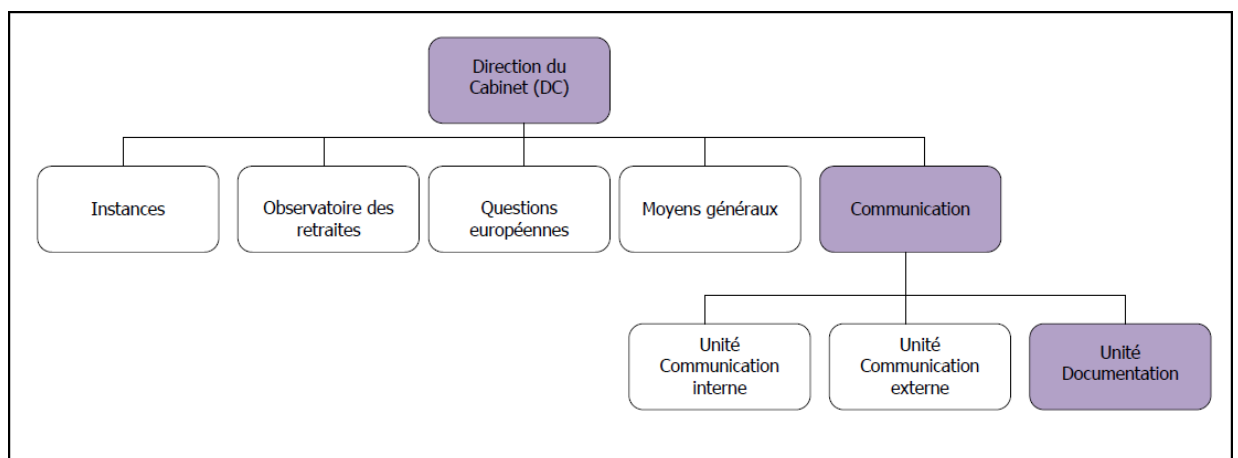 Direction du
Cabinet (DC)
Instances
Observatoire des
retraites
Questions
européennes
Moyens généraux
Communication
Unité
Communication
interne
Unité
Communication
externe
Unité
Documentation